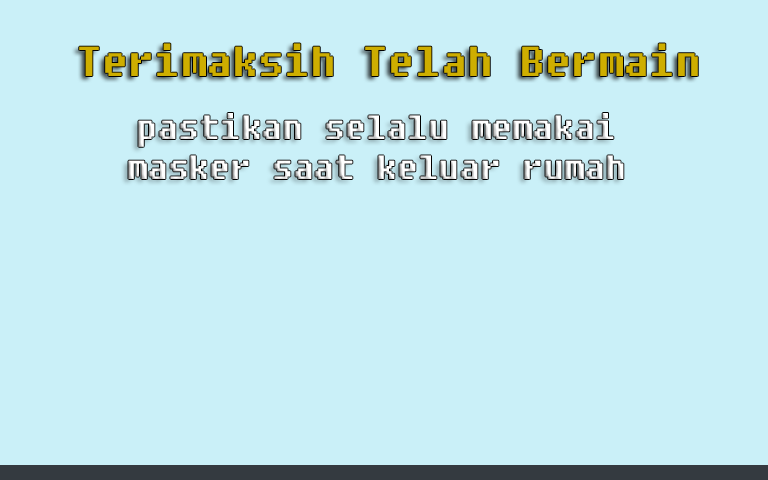 Terimaksih Telah Bermain
pastikan selalu memakai
masker saat keluar rumah